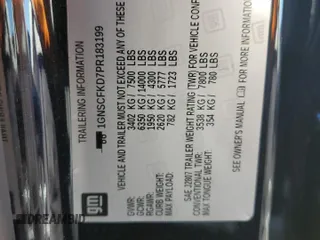 TRAILERING INFORMATION
1GNSCFKD7PR183199
VEHICLE AND TRAILER MUST NOT EXCEED ANY OF THESE
GVWR: 3402 KG / 7500 LBS
GCWR: 6350 KG / 14000 LBS
RGAWR: 1950 KG / 4300 LBS
CURB WEIGHT: 2620 KG / 5777 LBS
MAX PAYLOAD: 782 KG / 1723 LBS
SAE J2807 TRAILER WEIGHT RATING (TWR) FOR VEHICLE CONF
CONVENTIONAL TWR: 3538 KG / 7800 LBS
MAX TONGUE WEIGHT: 354 KG / 780 LBS
SEE OWNER'S MANUAL
gm
DREAMBID